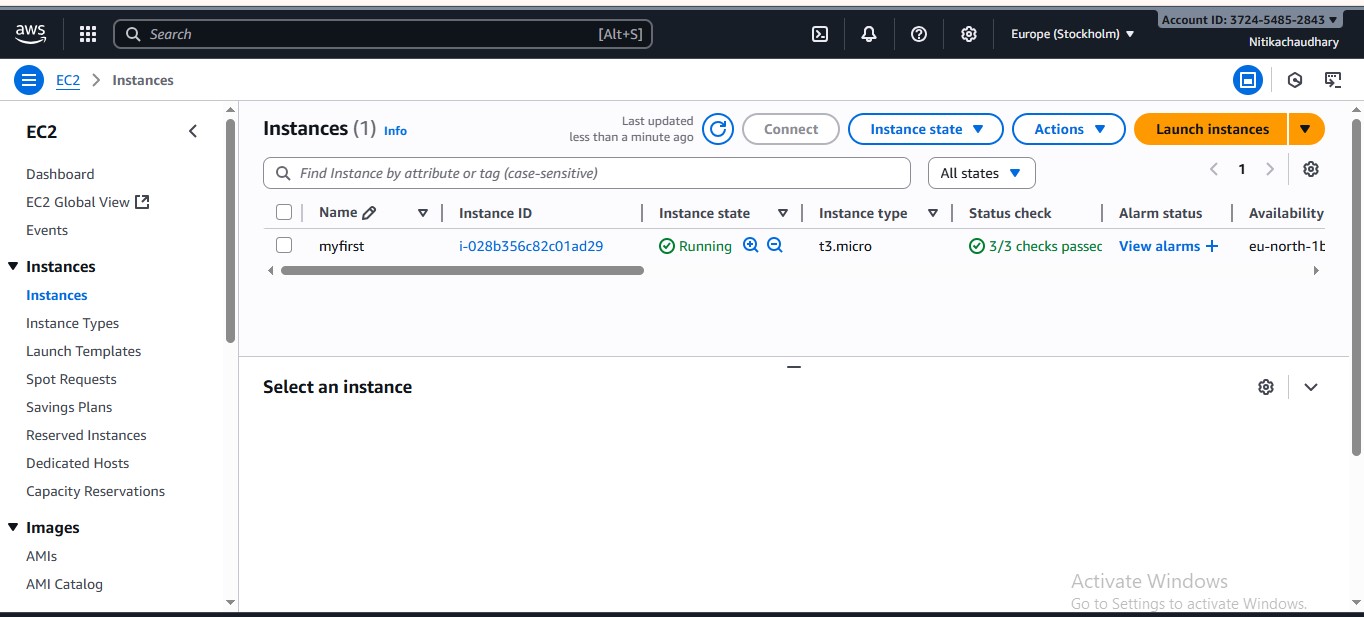 aws
Search [Alt+S]
Europe (Stockholm)
Account ID: 3724-5485-2843
Nitikachaudhary
EC2 Instances
EC2
Dashboard
EC2 Global View
Events
Instances
Instances
Instance Types
Launch Templates
Spot Requests
Savings Plans
Reserved Instances
Dedicated Hosts
Capacity Reservations
Images
AMIs
AMI Catalog
Instances (1) Info
Last updated
less than a minute ago
Connect
Instance state
Actions
Launch instances
Find Instance by attribute or tag (case-sensitive)
All states
1
Name Instance ID Instance state Instance type Status check Alarm status Availability
myfirst i-028b356c82c01ad29 Running t3.micro 3/3 checks passec View alarms + eu-north-1b
Select an instance
Activate Windows
Go to Settings to activate Windows.